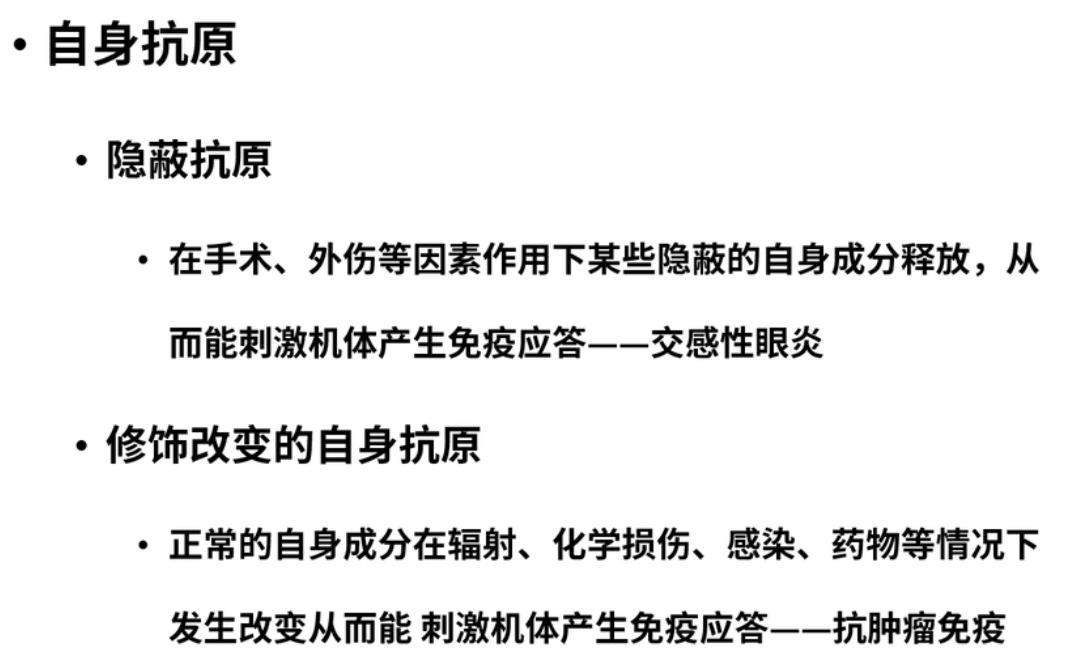 • 自身抗原
• 隐蔽抗原
• 在手术、外伤等因素作用下某些隐蔽的自身成分释放，从
而能刺激机体产生免疫应答——交感性眼炎
• 修饰改变的自身抗原
• 正常的自身成分在辐射、化学损伤、感染、药物等情况下
发生改变从而能 刺激机体产生免疫应答——抗肿瘤免疫